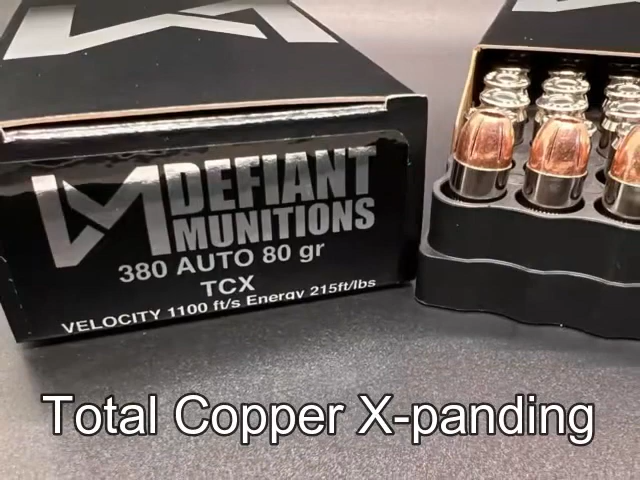 DEFIANT
MUNITIONS
380 AUTO 80 gr
TCX
VELOCITY 1100 ft/s Energy 215ft/lbs
Total Copper X-panding